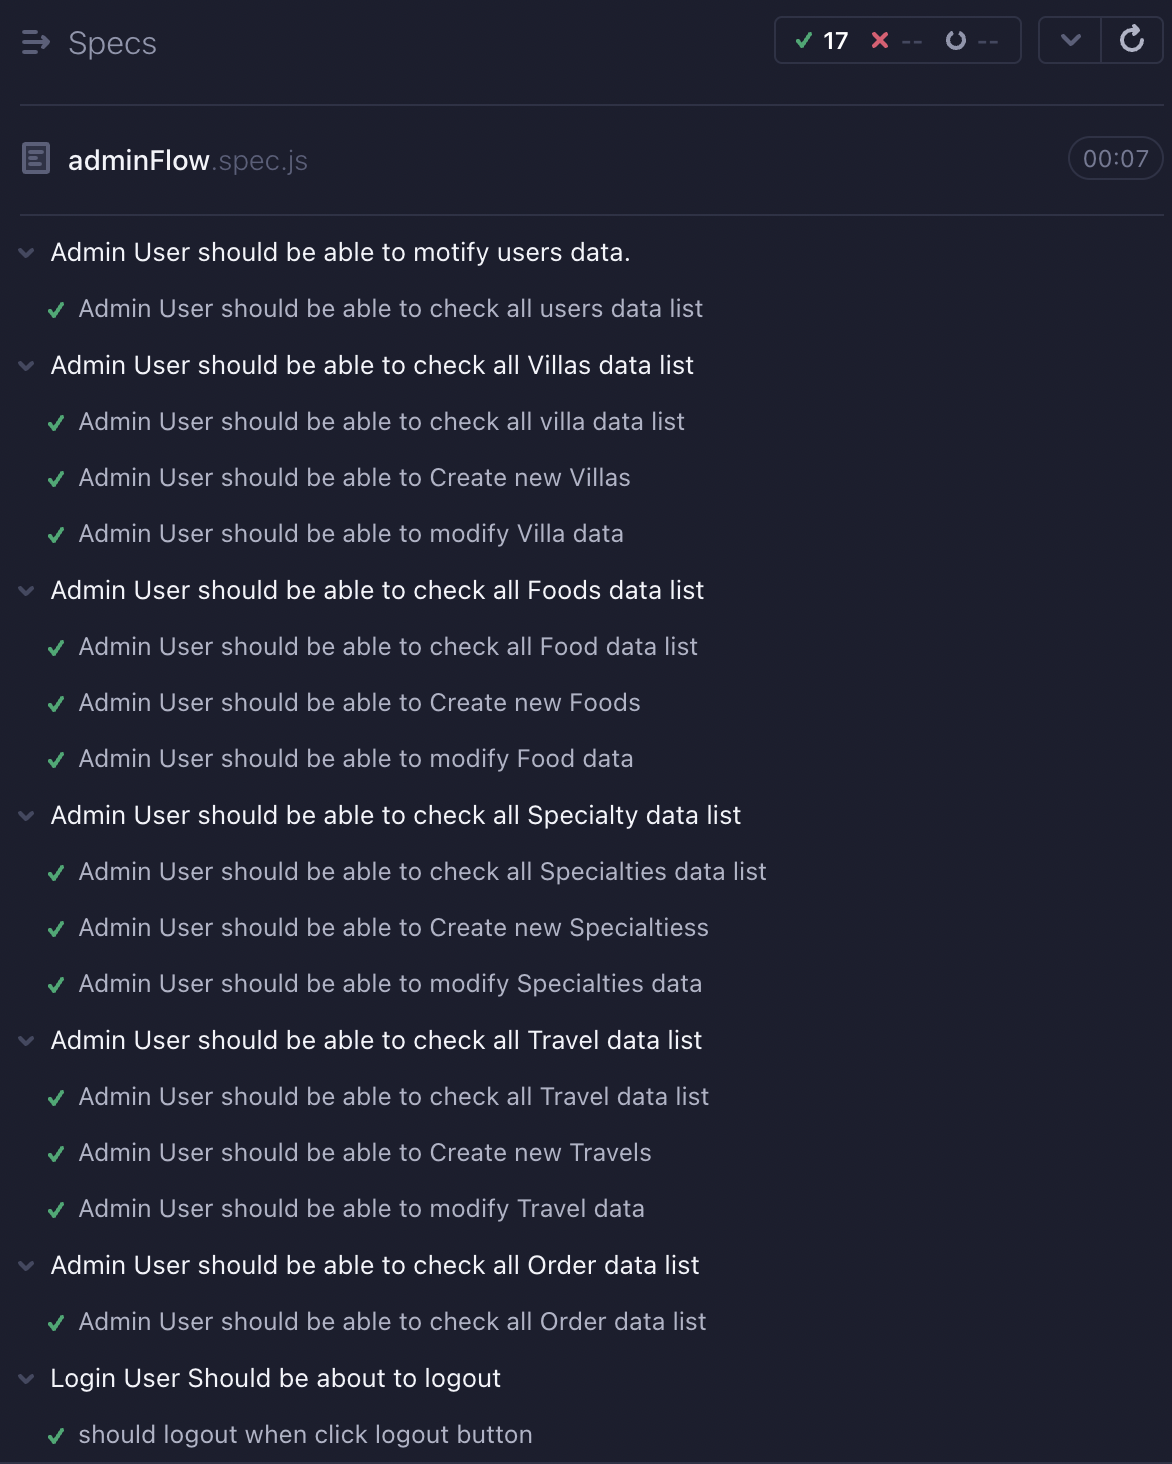 Specs
17 -- --
adminFlow.spec.js
00:07
Admin User should be able to motify users data.
Admin User should be able to check all users data list
Admin User should be able to check all Villas data list
Admin User should be able to check all villa data list
Admin User should be able to Create new Villas
Admin User should be able to modify Villa data
Admin User should be able to check all Foods data list
Admin User should be able to check all Food data list
Admin User should be able to Create new Foods
Admin User should be able to modify Food data
Admin User should be able to check all Specialty data list
Admin User should be able to check all Specialties data list
Admin User should be able to Create new Specialtiess
Admin User should be able to modify Specialties data
Admin User should be able to check all Travel data list
Admin User should be able to check all Travel data list
Admin User should be able to Create new Travels
Admin User should be able to modify Travel data
Admin User should be able to check all Order data list
Admin User should be able to check all Order data list
Login User Should be about to logout
should logout when click logout button